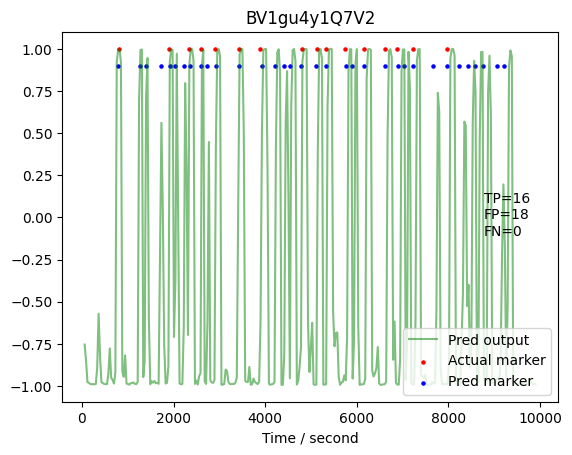 BV1gu4y1Q7V2
1.00
0.75
0.50
0.25
0.00
−0.25
−0.50
−0.75
−1.00
TP=16
FP=18
FN=0
Pred output
Actual marker
Pred marker
0 2000 4000 6000 8000 10000
Time / second